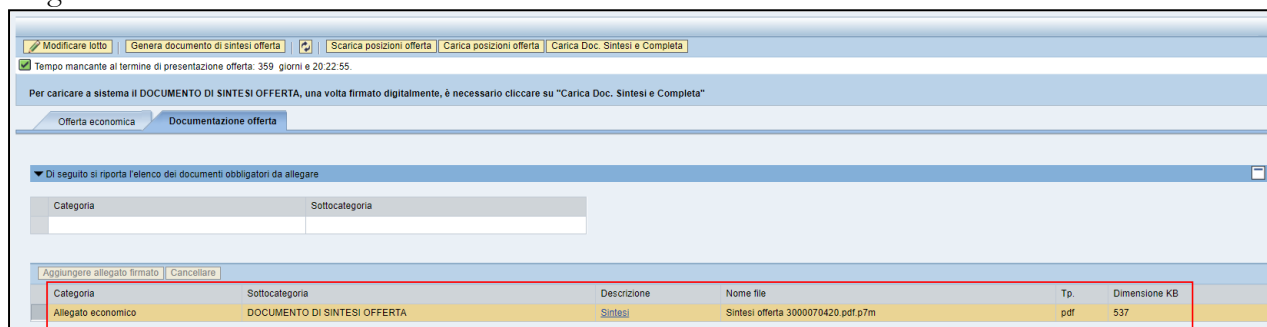 Modificare lotto Genera documento di sintesi offerta Scarica posizioni offerta Carica posizioni offerta Carica Doc. Sintesi e Completa
Tempo mancante al termine di presentazione offerta: 359 giorni e 20:22:55.
Per caricare a sistema il DOCUMENTO DI SINTESI OFFERTA, una volta firmato digitalmente, è necessario cliccare su "Carica Doc. Sintesi e Completa"
Offerta economica Documentazione offerta
Di seguito si riporta l'elenco dei documenti obbligatori da allegare
Categoria Sottocategoria
Aggiungere allegato firmato Cancellare
Categoria Sottocategoria Descrizione Nome file Tp. Dimensione KB
Allegato economico DOCUMENTO DI SINTESI OFFERTA Sintesi Sintesi offerta 3000070420.pdf.p7m pdf 537